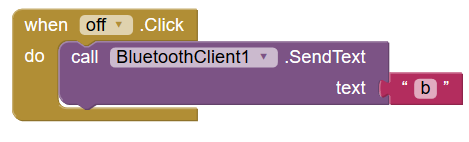 when off .Click
do call BluetoothClient1 .SendText
text “ b ”